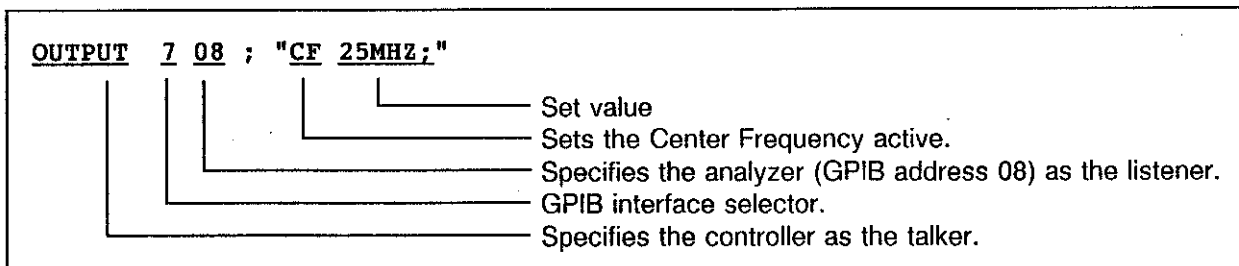 OUTPUT 7 08 ; "CF 25MHZ;"
Set value
Sets the Center Frequency active.
Specifies the analyzer (GPIB address 08) as the listener.
GPIB interface selector.
Specifies the controller as the talker.